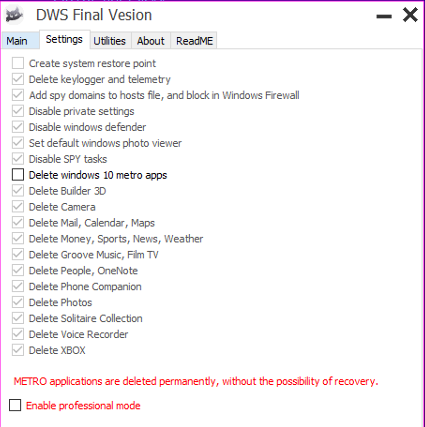 DWS Final Vesion
Main Settings Utilities About ReadME
Create system restore point
Delete keylogger and telemetry
Add spy domains to hosts file, and block in Windows Firewall
Disable private settings
Disable windows defender
Set default windows photo viewer
Disable SPY tasks
Delete windows 10 metro apps
Delete Builder 3D
Delete Camera
Delete Mail, Calendar, Maps
Delete Money, Sports, News, Weather
Delete Groove Music, Film TV
Delete People, OneNote
Delete Phone Companion
Delete Photos
Delete Solitaire Collection
Delete Voice Recorder
Delete XBOX
METRO applications are deleted permanently, without the possibility of recovery.
Enable professional mode